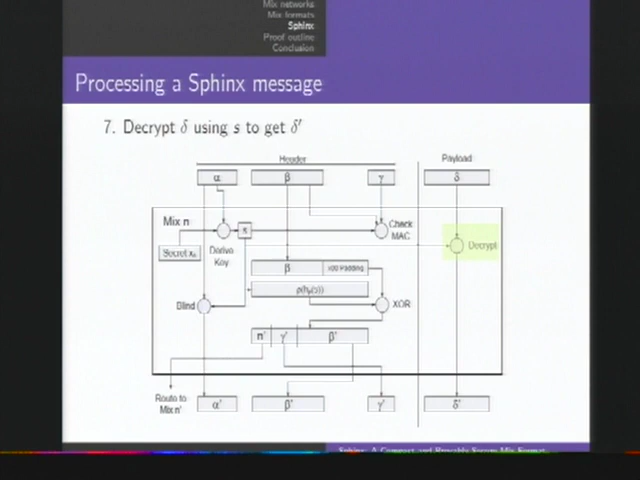 Mix networks
Mix formats
Sphinx
Proof outline
Conclusion
Processing a Sphinx message
7. Decrypt δ using s to get δ′
Header
Payload
α
β
γ
δ
Mix n
s
Check
MAC
Decrypt
Secret xₙ
Derive
Key
β
x00 Padding
Blind
XOR
n′
γ′
β′
Route to
Mix n′
α′
β′
γ′
δ′
Sphinx: A Compact and Provably Secure Mix Format